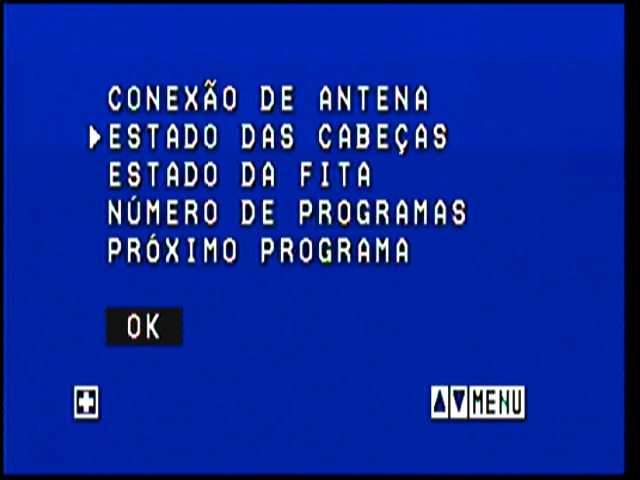 CONEXÃO DE ANTENA
ESTADO DAS CABEÇAS
ESTADO DA FITA
NÚMERO DE PROGRAMAS
PRÓXIMO PROGRAMA
OK
MENU